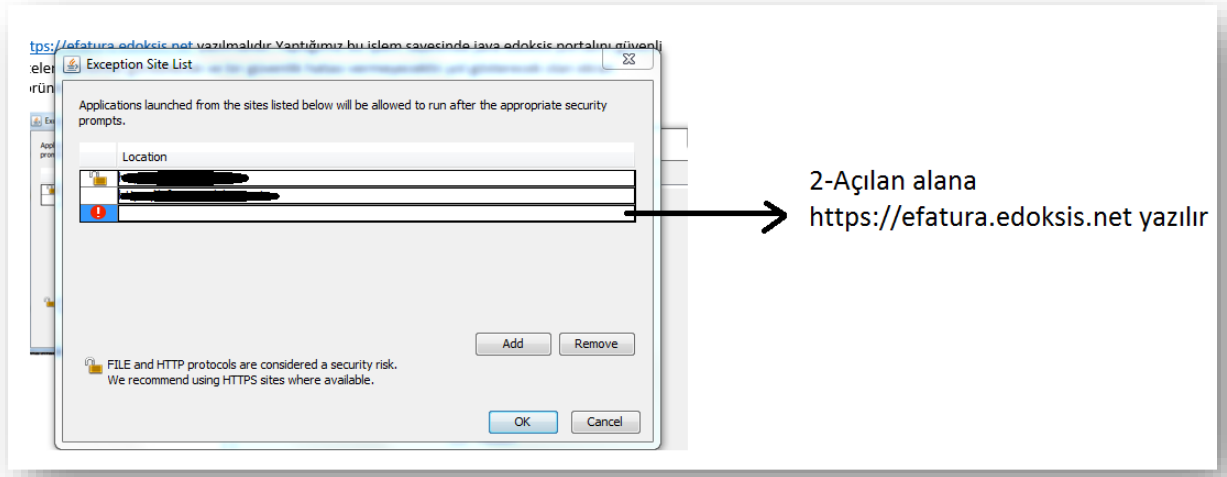 tps://efatura.edoksis.net yazılmalıdır.Yaptığımız bu işlem sayesinde java edoksis portalını güvenli
Exception Site List
Applications launched from the sites listed below will be allowed to run after the appropriate security
prompts.
Location
2-Açılan alana
https://efatura.edoksis.net yazılır
Add
Remove
FILE and HTTP protocols are considered a security risk.
We recommend using HTTPS sites where available.
OK
Cancel